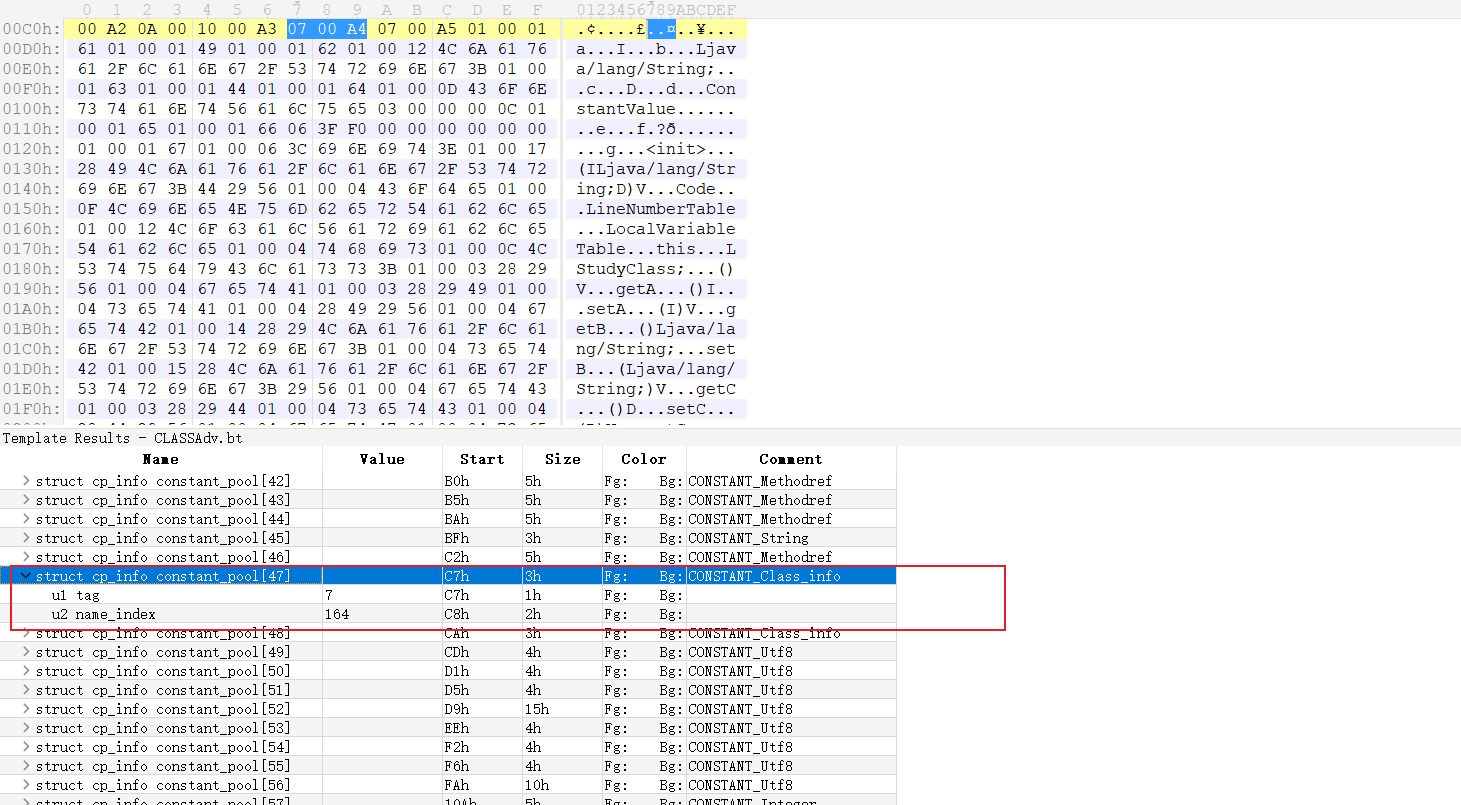 0 1 2 3 4 5 6 7 8 9 A B C D E F 0123456789ABCDEF
00C0h: 00 A2 0A 00 10 00 A3 07 00 A4 07 00 A5 01 00 01 .¢....£..¤..¥...
00D0h: 61 01 00 01 49 01 00 01 62 01 00 12 4C 6A 61 76 a...I...b...Ljav
00E0h: 61 2F 6C 61 6E 67 2F 53 74 72 69 6E 67 3B 01 00 a/lang/String;..
00F0h: 01 63 01 00 01 44 01 00 01 64 01 00 0D 43 6F 6E .c...D...d...Con
0100h: 73 74 61 6E 74 56 61 6C 75 65 03 00 00 00 0C 01 stantValue......
0110h: 00 01 65 01 00 01 66 06 3F F0 00 00 00 00 00 00 ..e...f.?ð......
0120h: 01 00 01 67 01 00 06 3C 69 6E 69 74 3E 01 00 17 ...g...<init>...
0130h: 28 49 4C 6A 61 76 61 2F 6C 61 6E 67 2F 53 74 72 (ILjava/lang/Str
0140h: 69 6E 67 3B 44 29 56 01 00 04 43 6F 64 65 01 00 ing;D)V...Code..
0150h: 0F 4C 69 6E 65 4E 75 6D 62 65 72 54 61 62 6C 65 .LineNumberTable
0160h: 01 00 12 4C 6F 63 61 6C 56 61 72 69 61 62 6C 65 ...LocalVariable
0170h: 54 61 62 6C 65 01 00 04 74 68 69 73 01 00 0C 4C Table...this...L
0180h: 53 74 75 64 79 43 6C 61 73 73 3B 01 00 03 28 29 StudyClass;...()
0190h: 56 01 00 04 67 65 74 41 01 00 03 28 29 49 01 00 V...getA...()I..
01A0h: 04 73 65 74 41 01 00 04 28 49 29 56 01 00 04 67 .setA...(I)V...g
01B0h: 65 74 42 01 00 14 28 29 4C 6A 61 76 61 2F 6C 61 etB...()Ljava/la
01C0h: 6E 67 2F 53 74 72 69 6E 67 3B 01 00 04 73 65 74 ng/String;...set
01D0h: 42 01 00 15 28 4C 6A 61 76 61 2F 6C 61 6E 67 2F B...(Ljava/lang/
01E0h: 53 74 72 69 6E 67 3B 29 56 01 00 04 67 65 74 43 String;)V...getC
01F0h: 01 00 03 28 29 44 01 00 04 73 65 74 43 01 00 04 ...()D...setC...
Template Results - CLASSAdv.bt
Name Value Start Size Color Comment
struct cp_info constant_pool[42] B0h 5h Fg: Bg: CONSTANT_Methodref
struct cp_info constant_pool[43] B5h 5h Fg: Bg: CONSTANT_Methodref
struct cp_info constant_pool[44] BAh 5h Fg: Bg: CONSTANT_Methodref
struct cp_info constant_pool[45] BFh 3h Fg: Bg: CONSTANT_String
struct cp_info constant_pool[46] C2h 5h Fg: Bg: CONSTANT_Methodref
struct cp_info constant_pool[47] C7h 3h Fg: Bg: CONSTANT_Class_info
u1 tag 7 C7h 1h Fg: Bg:
u2 name_index 164 C8h 2h Fg: Bg:
struct cp_info constant_pool[48] CAh 3h Fg: Bg: CONSTANT_Class_info
struct cp_info constant_pool[49] CDh 4h Fg: Bg: CONSTANT_Utf8
struct cp_info constant_pool[50] D1h 4h Fg: Bg: CONSTANT_Utf8
struct cp_info constant_pool[51] D5h 4h Fg: Bg: CONSTANT_Utf8
struct cp_info constant_pool[52] D9h 15h Fg: Bg: CONSTANT_Utf8
struct cp_info constant_pool[53] EEh 4h Fg: Bg: CONSTANT_Utf8
struct cp_info constant_pool[54] F2h 4h Fg: Bg: CONSTANT_Utf8
struct cp_info constant_pool[55] F6h 4h Fg: Bg: CONSTANT_Utf8
struct cp_info constant_pool[56] FAh 10h Fg: Bg: CONSTANT_Utf8
struct cp_info constant_pool[57] 10Ah 5h Fg: Bg: CONSTANT_Integer